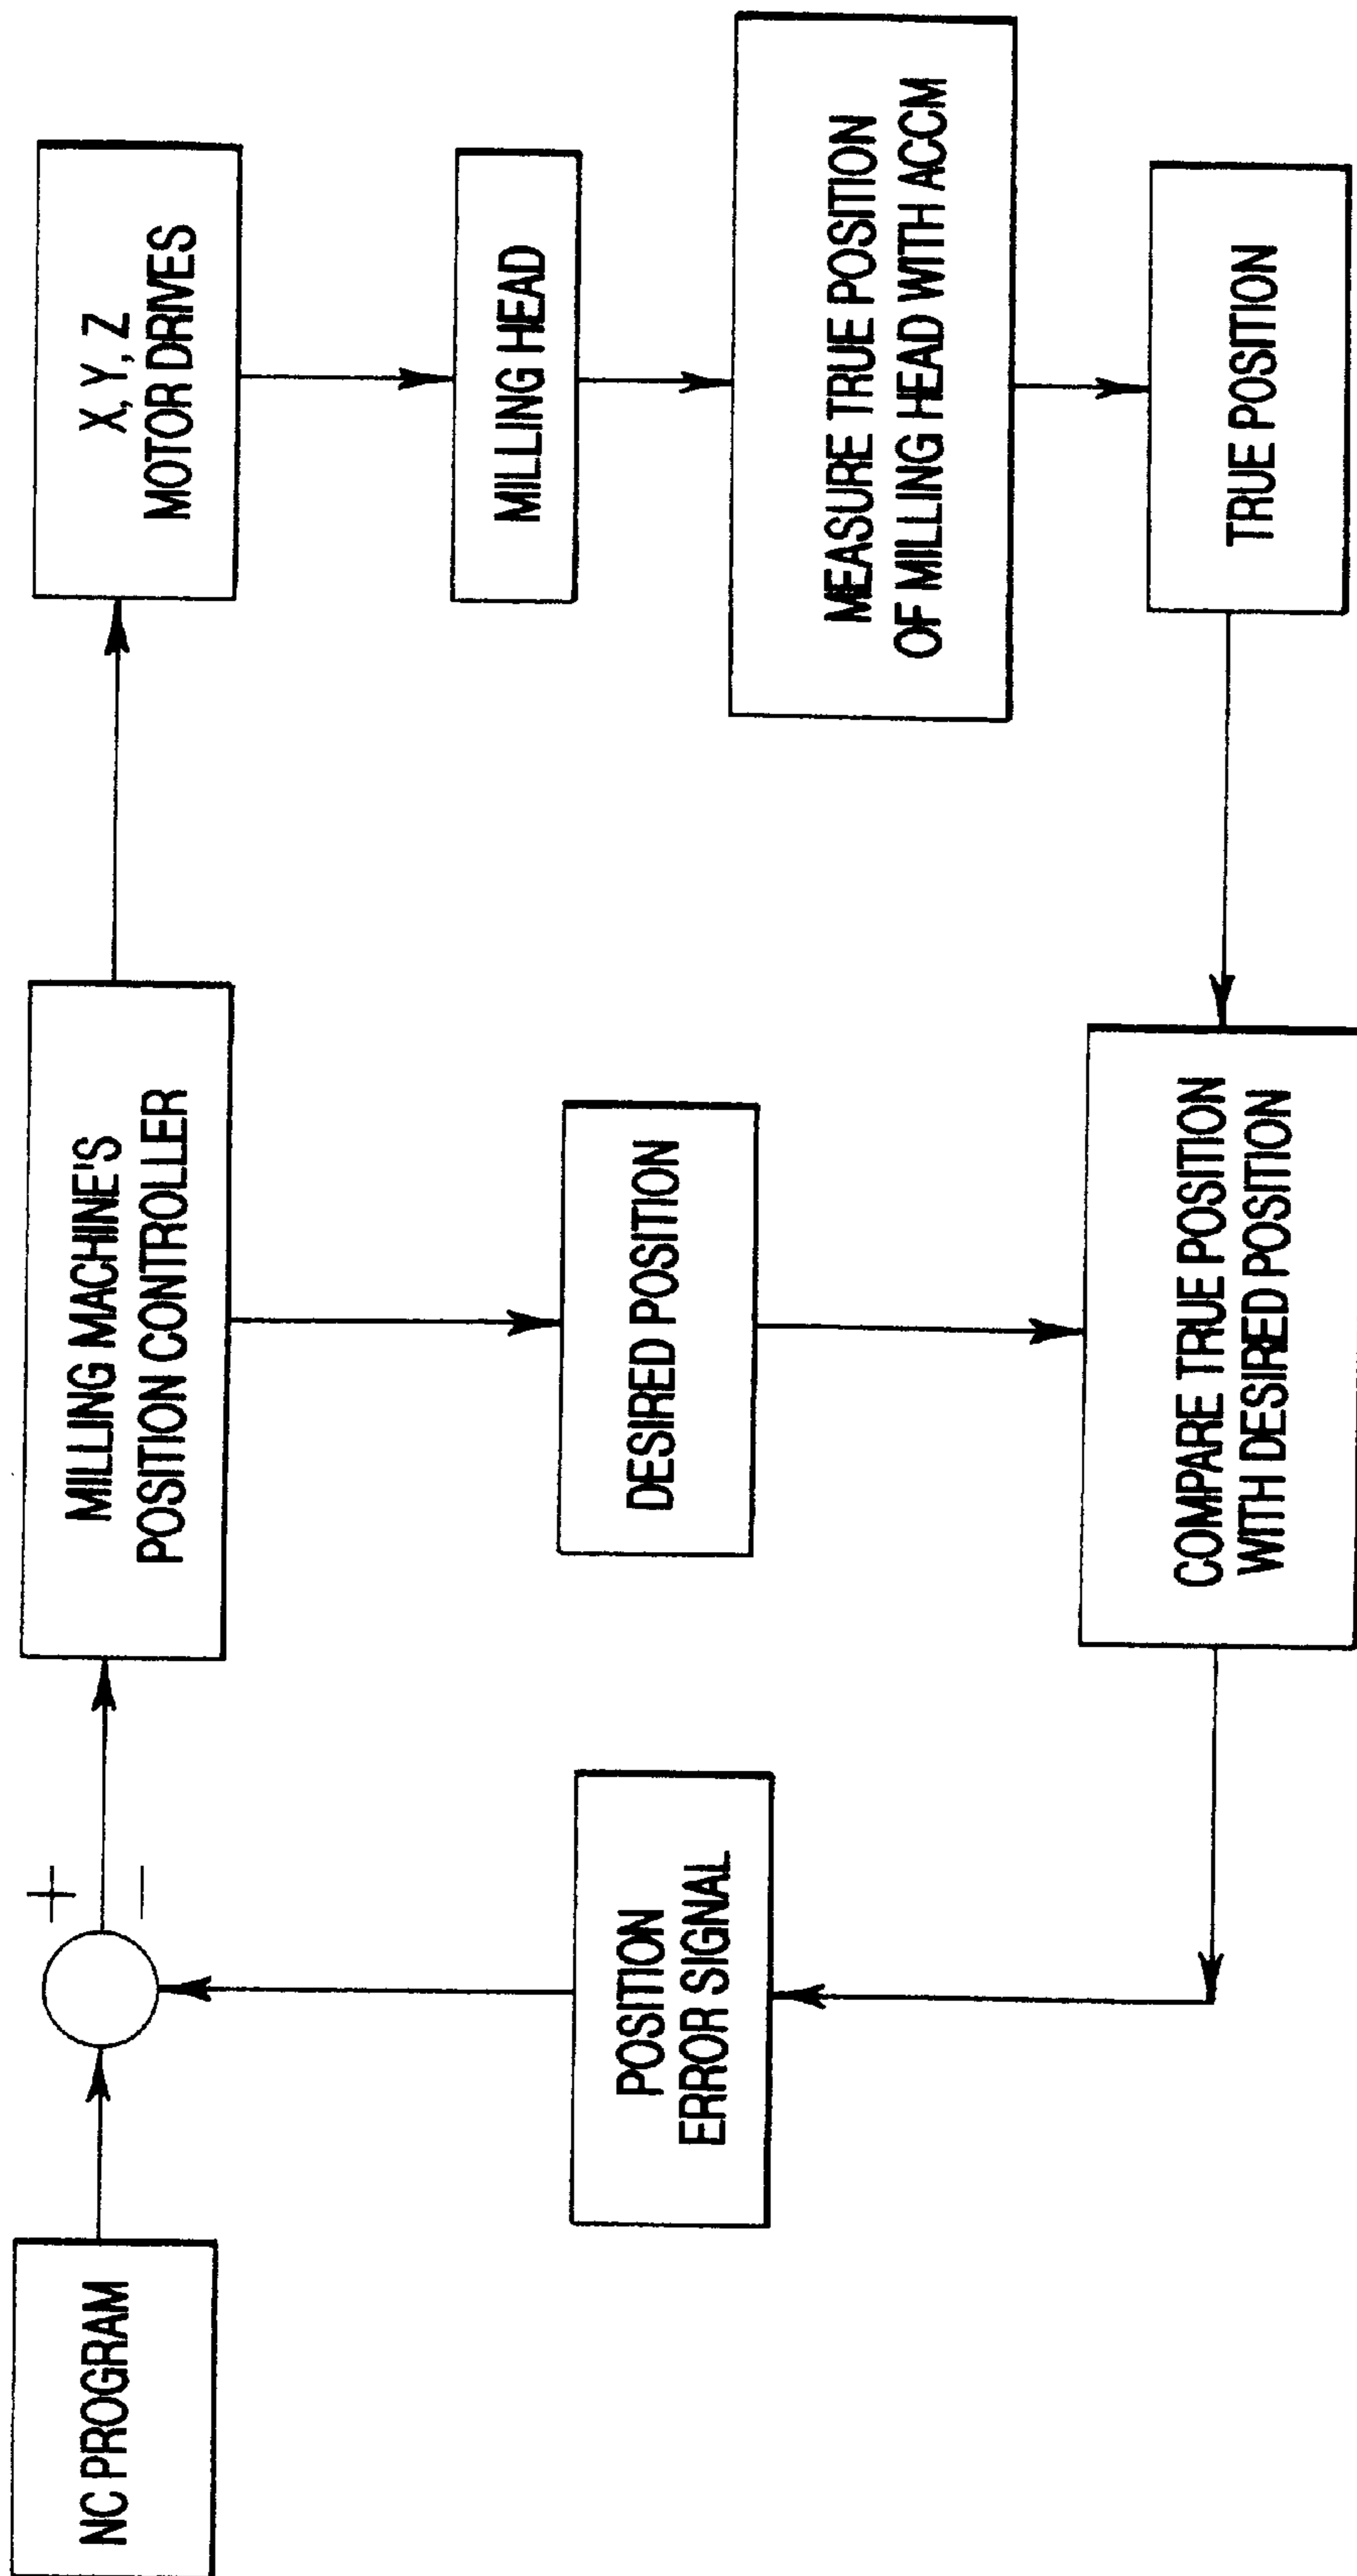 NC PROGRAM
+
−
MILLING MACHINE'S
POSITION CONTROLLER
X, Y, Z
MOTOR DRIVES
MILLING HEAD
MEASURE TRUE POSITION
OF MILLING HEAD WITH ACCM
TRUE POSITION
DESIRED POSITION
COMPARE TRUE POSITION
WITH DESIRED POSITION
POSITION
ERROR SIGNAL